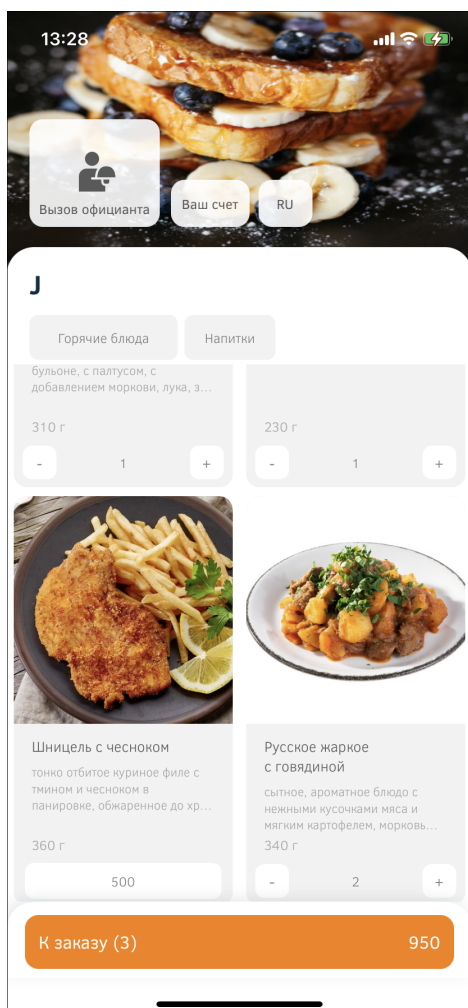 13:28
Вызов официанта
Ваш счет
RU
J
Горячие блюда
Напитки
бульоне, с палтусом, с
добавлением моркови, лука, з...
310 г
230 г
- 1 +
- 1 +
Шницель с чесноком
тонко отбитое куриное филе с
тмином и чесноком в
панировке, обжаренное до хр...
360 г
500
Русское жаркое
с говядиной
сытное, ароматное блюдо с
нежными кусочками мяса и
мягким картофелем, морковь...
340 г
- 2 +
К заказу (3) 950